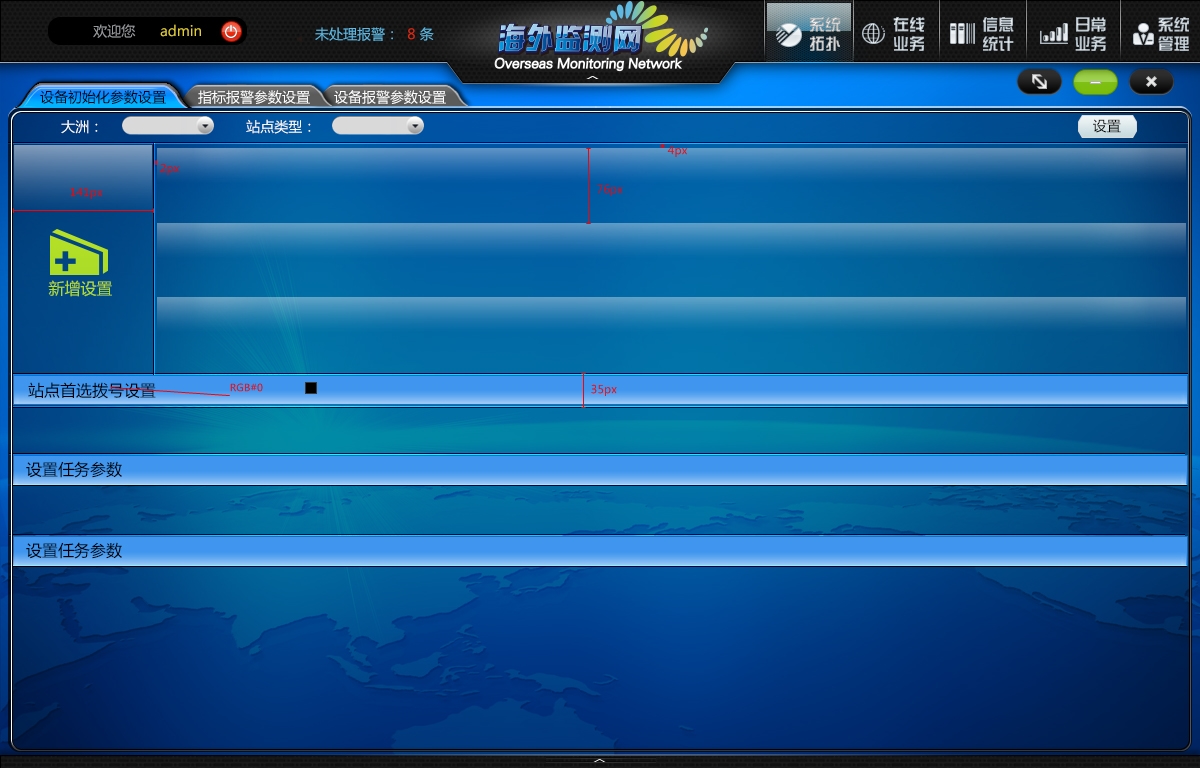 欢迎您 admin
未处理报警： 8 条
海外监测网
Overseas Monitoring Network
系统
拓扑
在线
业务
信息
统计
日常
业务
系统
管理
设备初始化参数设置
指标报警参数设置
设备报警参数设置
大洲：
站点类型：
设置
4px
新增设置
站点首选拨号设置
RGB#0
35px
设置任务参数
设置任务参数